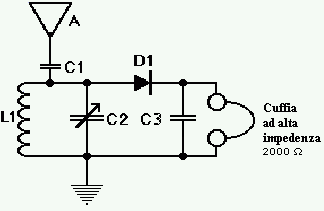 A
C1
D1
L1
C2
C3
Cuffia
ad alta
impedenza
2000 Ω